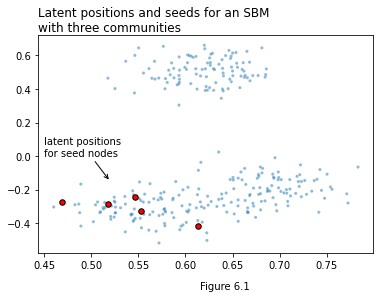 Latent positions and seeds for an SBM
with three communities
0.6
0.4
0.2
0.0
−0.2
−0.4
latent positions
for seed nodes
0.45 0.50 0.55 0.60 0.65 0.70 0.75
Figure 6.1